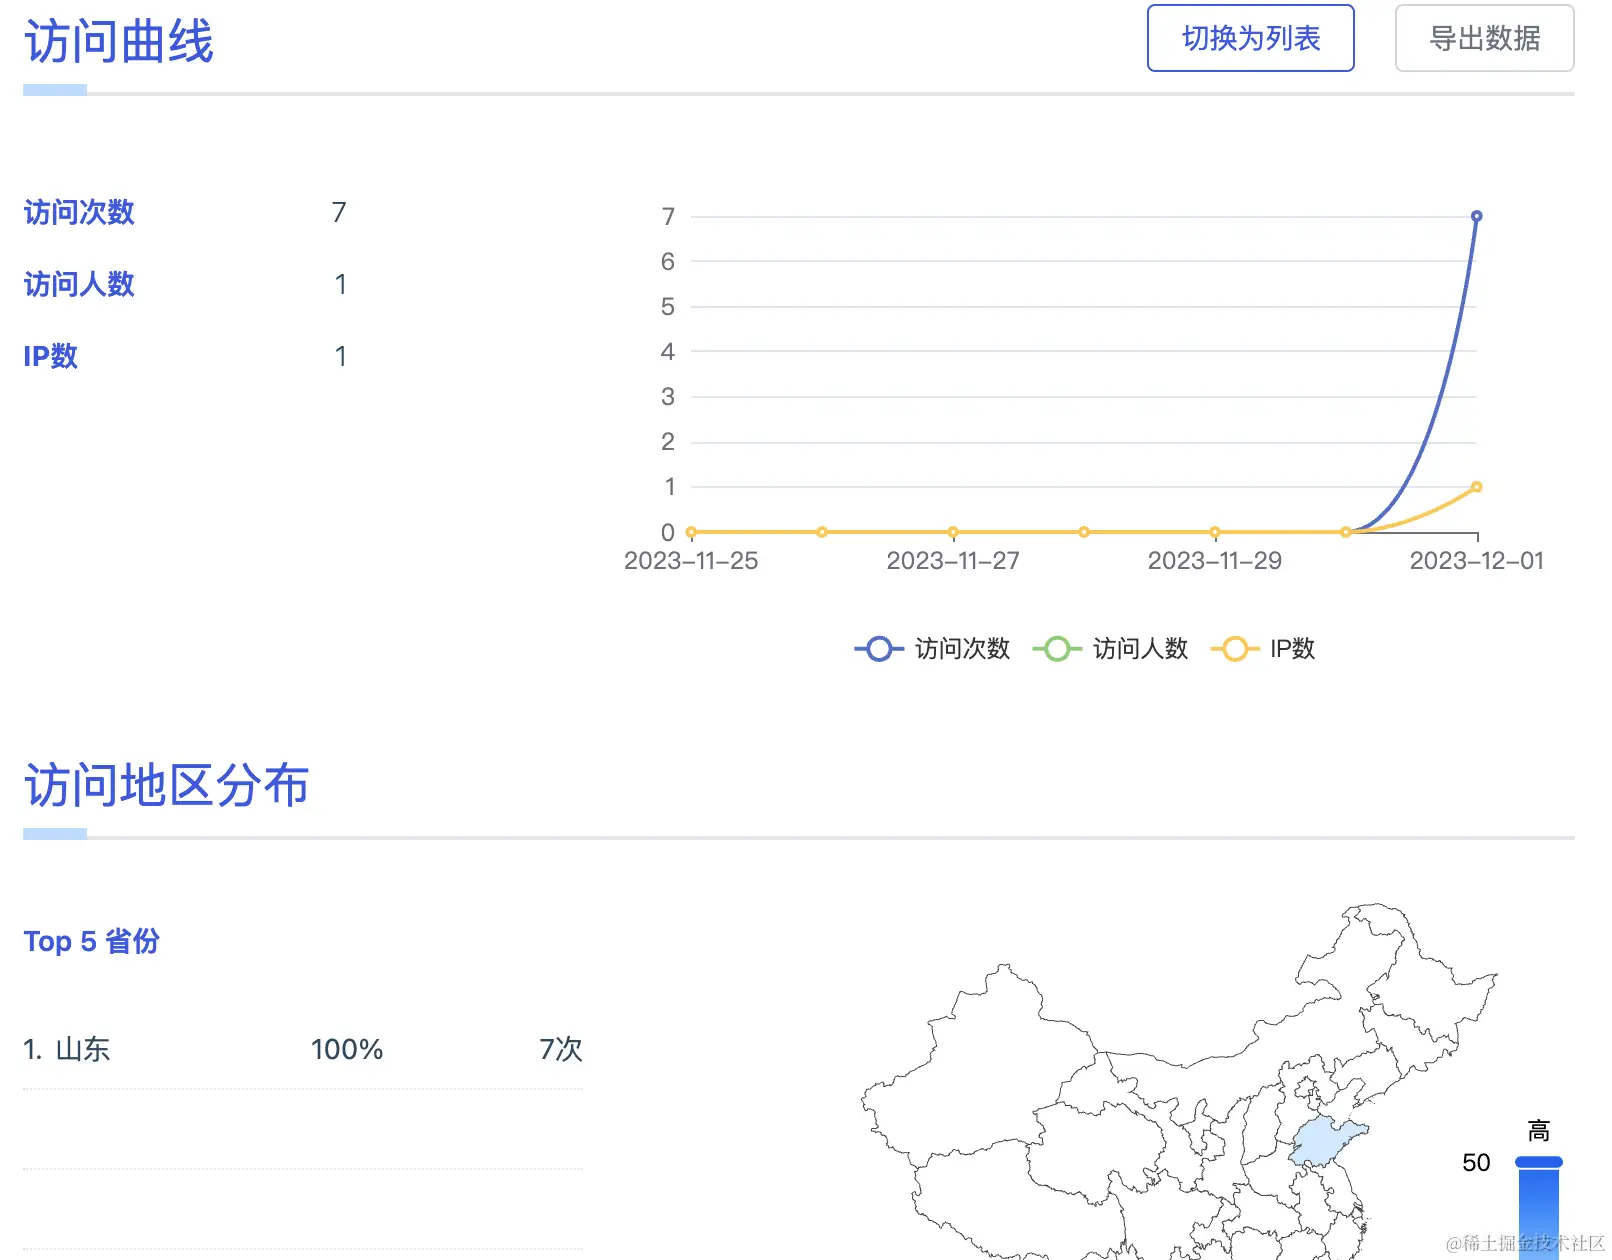 访问曲线
切换为列表
导出数据
访问次数 7
访问人数 1
IP数 1
7
6
5
4
3
2
1
0
2023-11-25 2023-11-27 2023-11-29 2023-12-01
访问次数 访问人数 IP数
访问地区分布
Top 5 省份
1. 山东 100% 7次
高
50
@稀土掘金技术社区